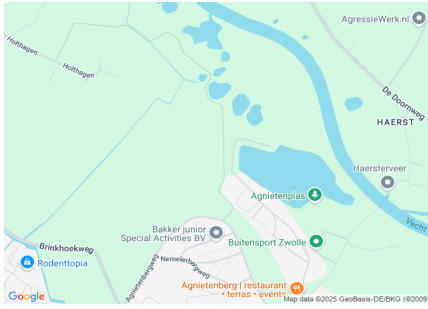 AgressieWerk.nl
Holthagen
Holthagen
De Doornweg
HAERST
Haersterveer
Agnietenplas
Vecht
Bakker junior
Special Activities BV
Buitensport Zwolle
Brinkhoekweg
Rodenttopia
Nemelerbergweg
Agnietenbergweg
Agnietenberg | restaurant
• terras • evene
Google
Map data ©2025 GeoBasis-DE/BKG (©2009)